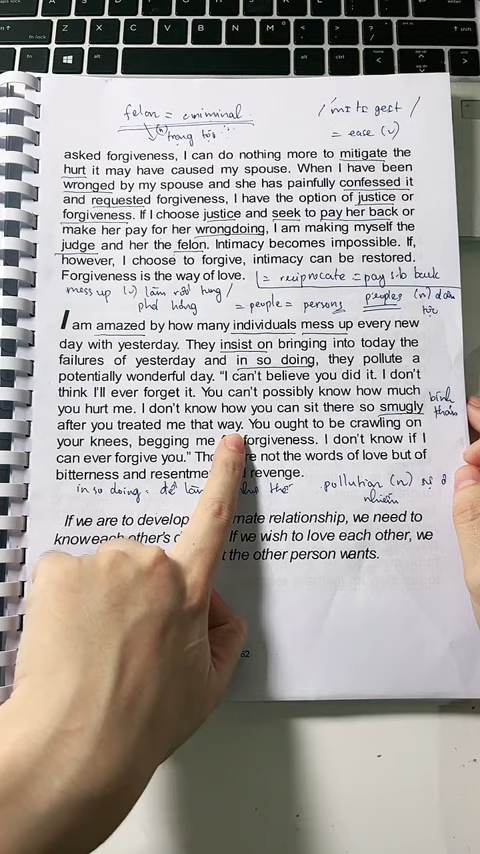 felon = criminal
(n) trọng tội
/ˈmɪtɪgeɪt/
= ease (v)
asked forgiveness, I can do nothing more to mitigate the
hurt it may have caused my spouse. When I have been
wronged by my spouse and she has painfully confessed it
and requested forgiveness, I have the option of justice or
forgiveness. If I choose justice and seek to pay her back or
make her pay for her wrongdoing, I am making myself the
judge and her the felon. Intimacy becomes impossible. If,
however, I choose to forgive, intimacy can be restored.
Forgiveness is the way of love.
= reciprocate = pay s.b back
mess up (v) làm rối tung /
phá hỏng
= people = persons
peoples (n) dân
tộc
I am amazed by how many individuals mess up every new
day with yesterday. They insist on bringing into today the
failures of yesterday and in so doing, they pollute a
potentially wonderful day. “I can't believe you did it. I don't
think I'll ever forget it. You can't possibly know how much
you hurt me. I don't know how you can sit there so smugly
after you treated me that way. You ought to be crawling on
your knees, begging me forgiveness. I don't know if I
can ever forgive you.” not the words of love but of
bitterness and revenge.
in so doing: để làm như thế
pollution (n) sự ô
nhiễm
If we are to develop we need to
know each other's If we wish to love each other, we
the other person wants.